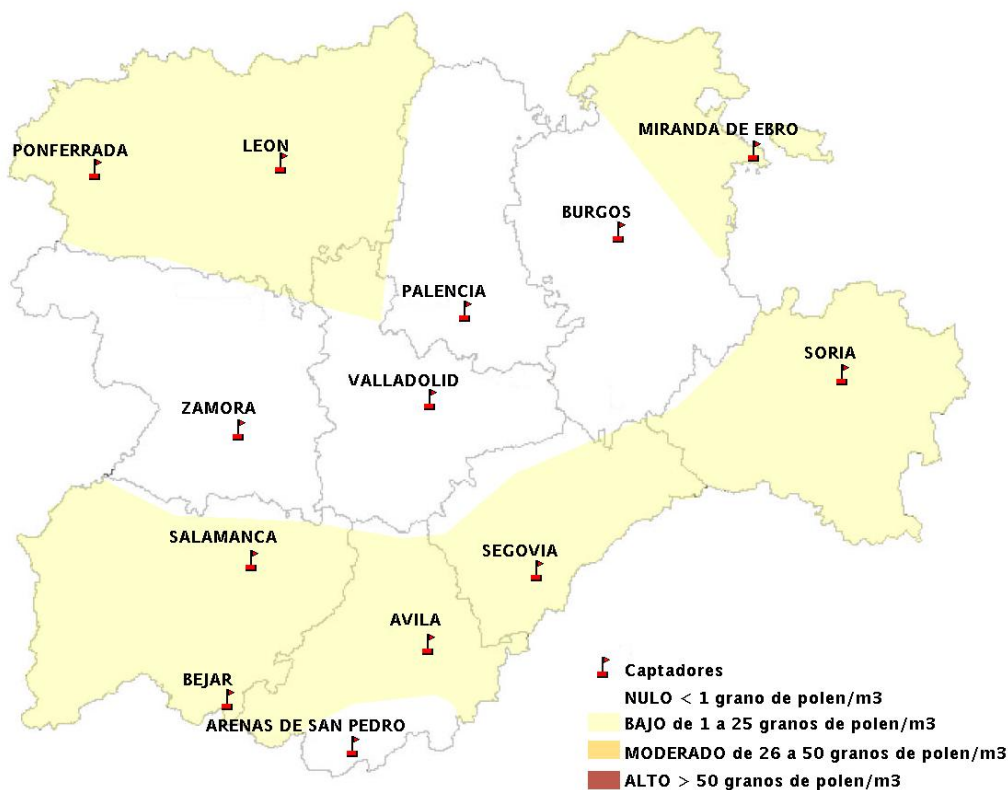 MIRANDA DE EBRO
PONFERRADA
LEON
BURGOS
PALENCIA
SORIA
VALLADOLID
ZAMORA
SALAMANCA
SEGOVIA
AVILA
BEJAR
ARENAS DE SAN PEDRO
Captadores
NULO < 1 grano de polen/m3
BAJO de 1 a 25 granos de polen/m3
MODERADO de 26 a 50 granos de polen/m3
ALTO > 50 granos de polen/m3